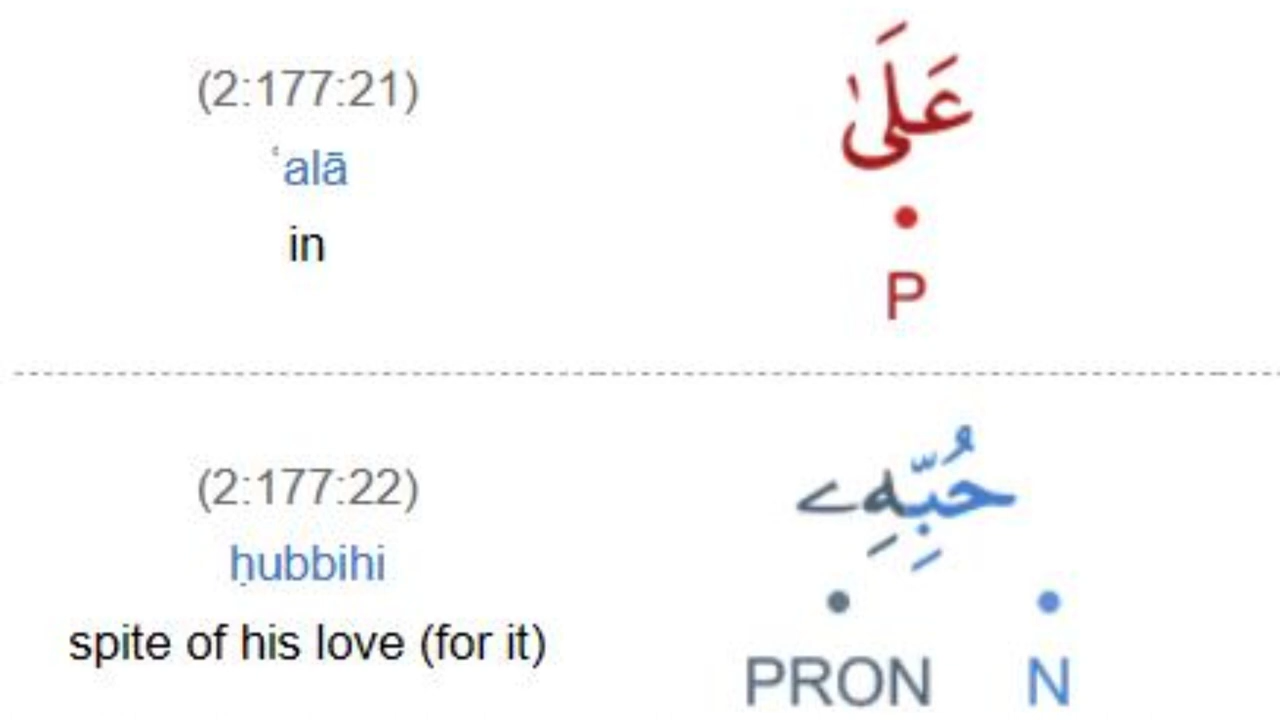 (2:177:21)
ʿalā
in
عَلَىٰ
P
(2:177:22)
ḥubbihi
spite of his love (for it)
حُبِّهِۦ
PRON N